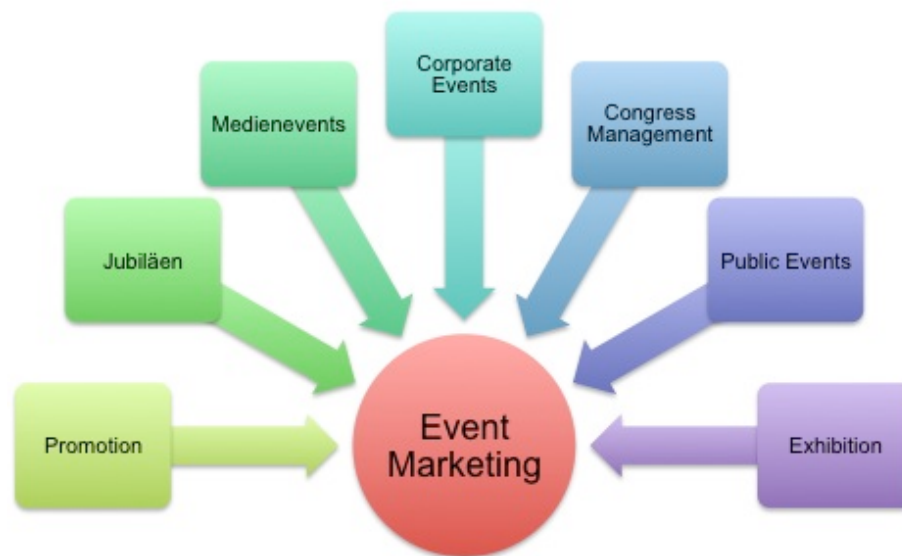 Corporate
Events
Medienevents
Congress
Management
Jubiläen
Public Events
Promotion
Event
Marketing
Exhibition